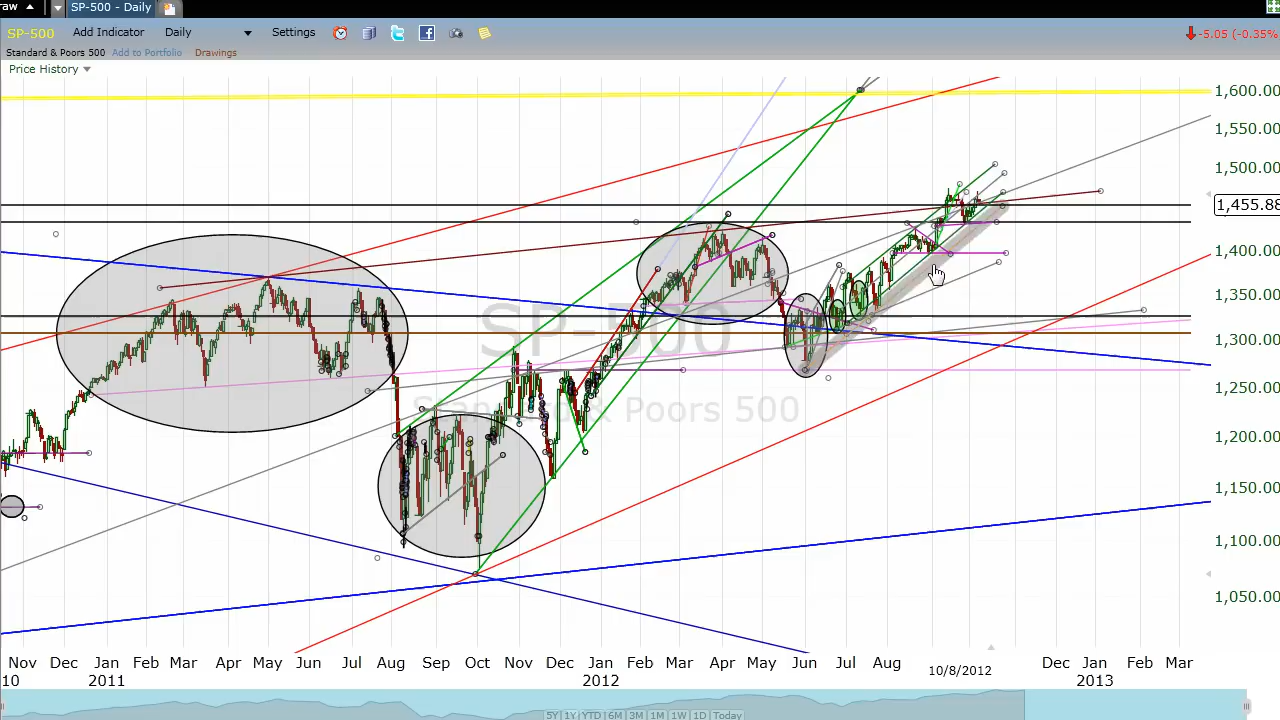 raw SP-500 - Daily
SP-500 Add Indicator Daily Settings -5.05 (-0.35%
Standard & Poors 500 Add to Portfolio Drawings
Price History
1,600.00
1,550.00
1,500.00
1,455.88
1,400.00
1,350.00
1,300.00
1,250.00
1,200.00
1,150.00
1,100.00
1,050.00
SP-500
Standard & Poors 500
Nov Dec Jan Feb Mar Apr May Jun Jul Aug Sep Oct Nov Dec Jan Feb Mar Apr May Jun Jul Aug 10/8/2012 Dec Jan Feb Mar
10 2011 2012 2013
5Y 1Y YTD 6M 3M 1M 1W 1D Today